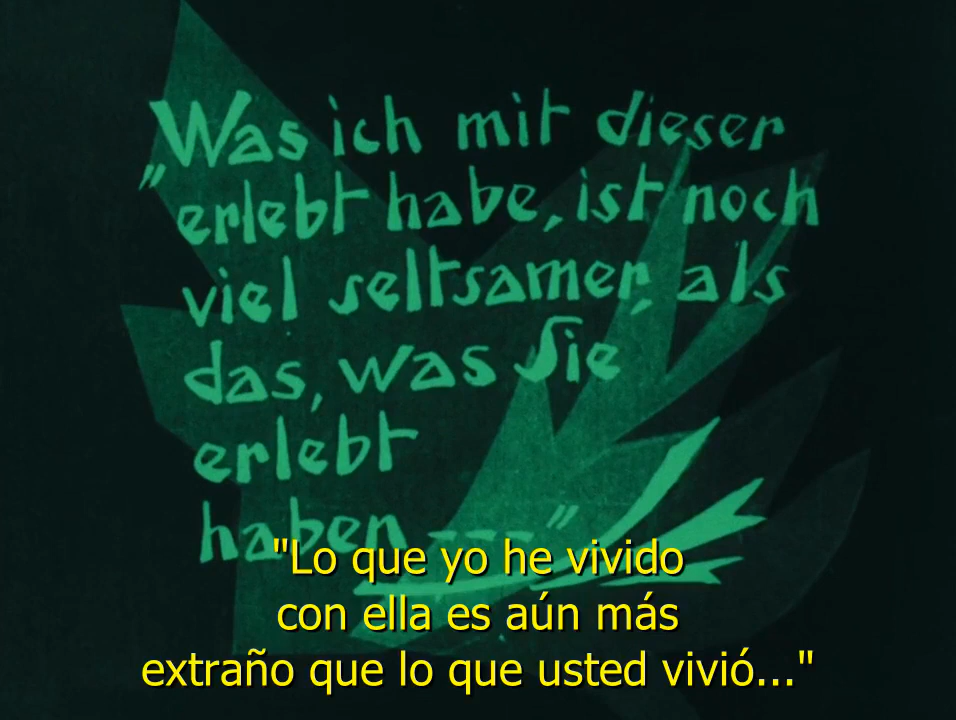 „Was ich mit dieser
erlebt habe, ist noch
viel seltsamer, als
das, was Sie
erlebt
haben ---"
"Lo que yo he vivido
con ella es aún más
extraño que lo que usted vivió..."